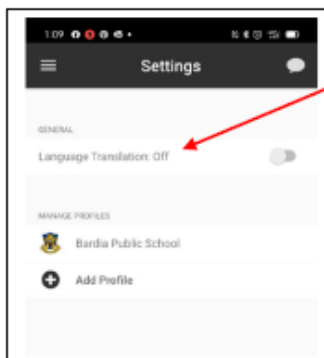 1:09
Settings
GENERAL
Language Translation: Off
MANAGE PROFILES
Bardia Public School
Add Profile